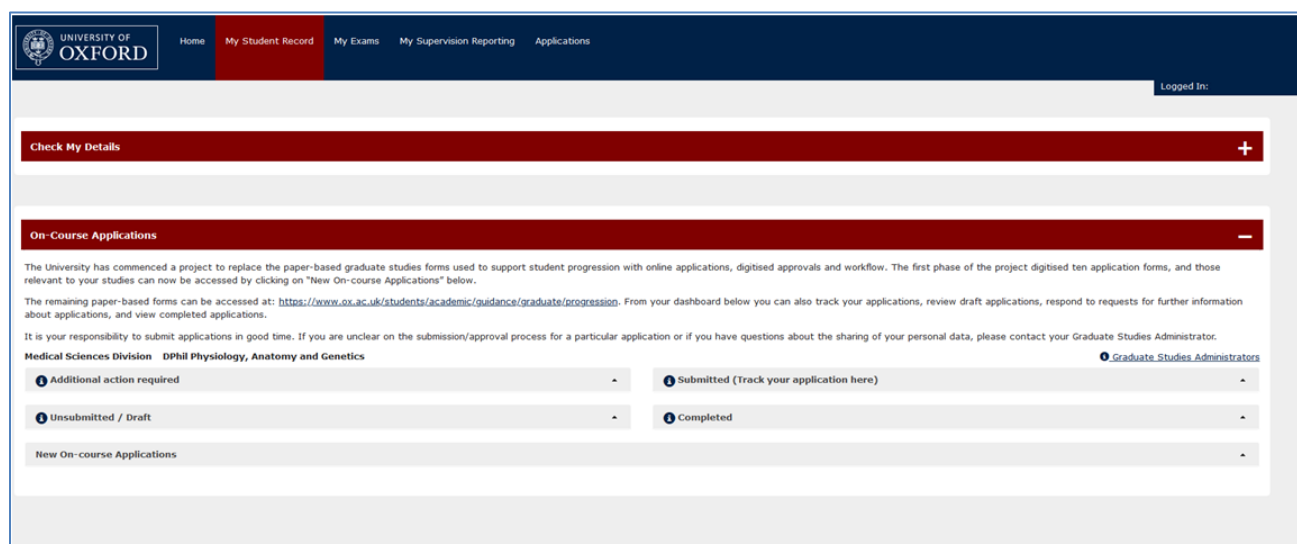 UNIVERSITY OF
OXFORD
Home My Student Record My Exams My Supervision Reporting Applications
Logged In:
Check My Details
On-Course Applications
The University has commenced a project to replace the paper-based graduate studies forms used to support student progression with online applications, digitised approvals and workflow. The first phase of the project digitised ten application forms, and those
relevant to your studies can now be accessed by clicking on "New On-course Applications" below.
The remaining paper-based forms can be accessed at: https://www.ox.ac.uk/students/academic/guidance/graduate/progression. From your dashboard below you can also track your applications, review draft applications, respond to requests for further information
about applications, and view completed applications.
It is your responsibility to submit applications in good time. If you are unclear on the submission/approval process for a particular application or if you have questions about the sharing of your personal data, please contact your Graduate Studies Administrator.
Medical Sciences Division DPhil Physiology, Anatomy and Genetics
Graduate Studies Administrators
Additional action required
Submitted (Track your application here)
Unsubmitted / Draft
Completed
New On-course Applications